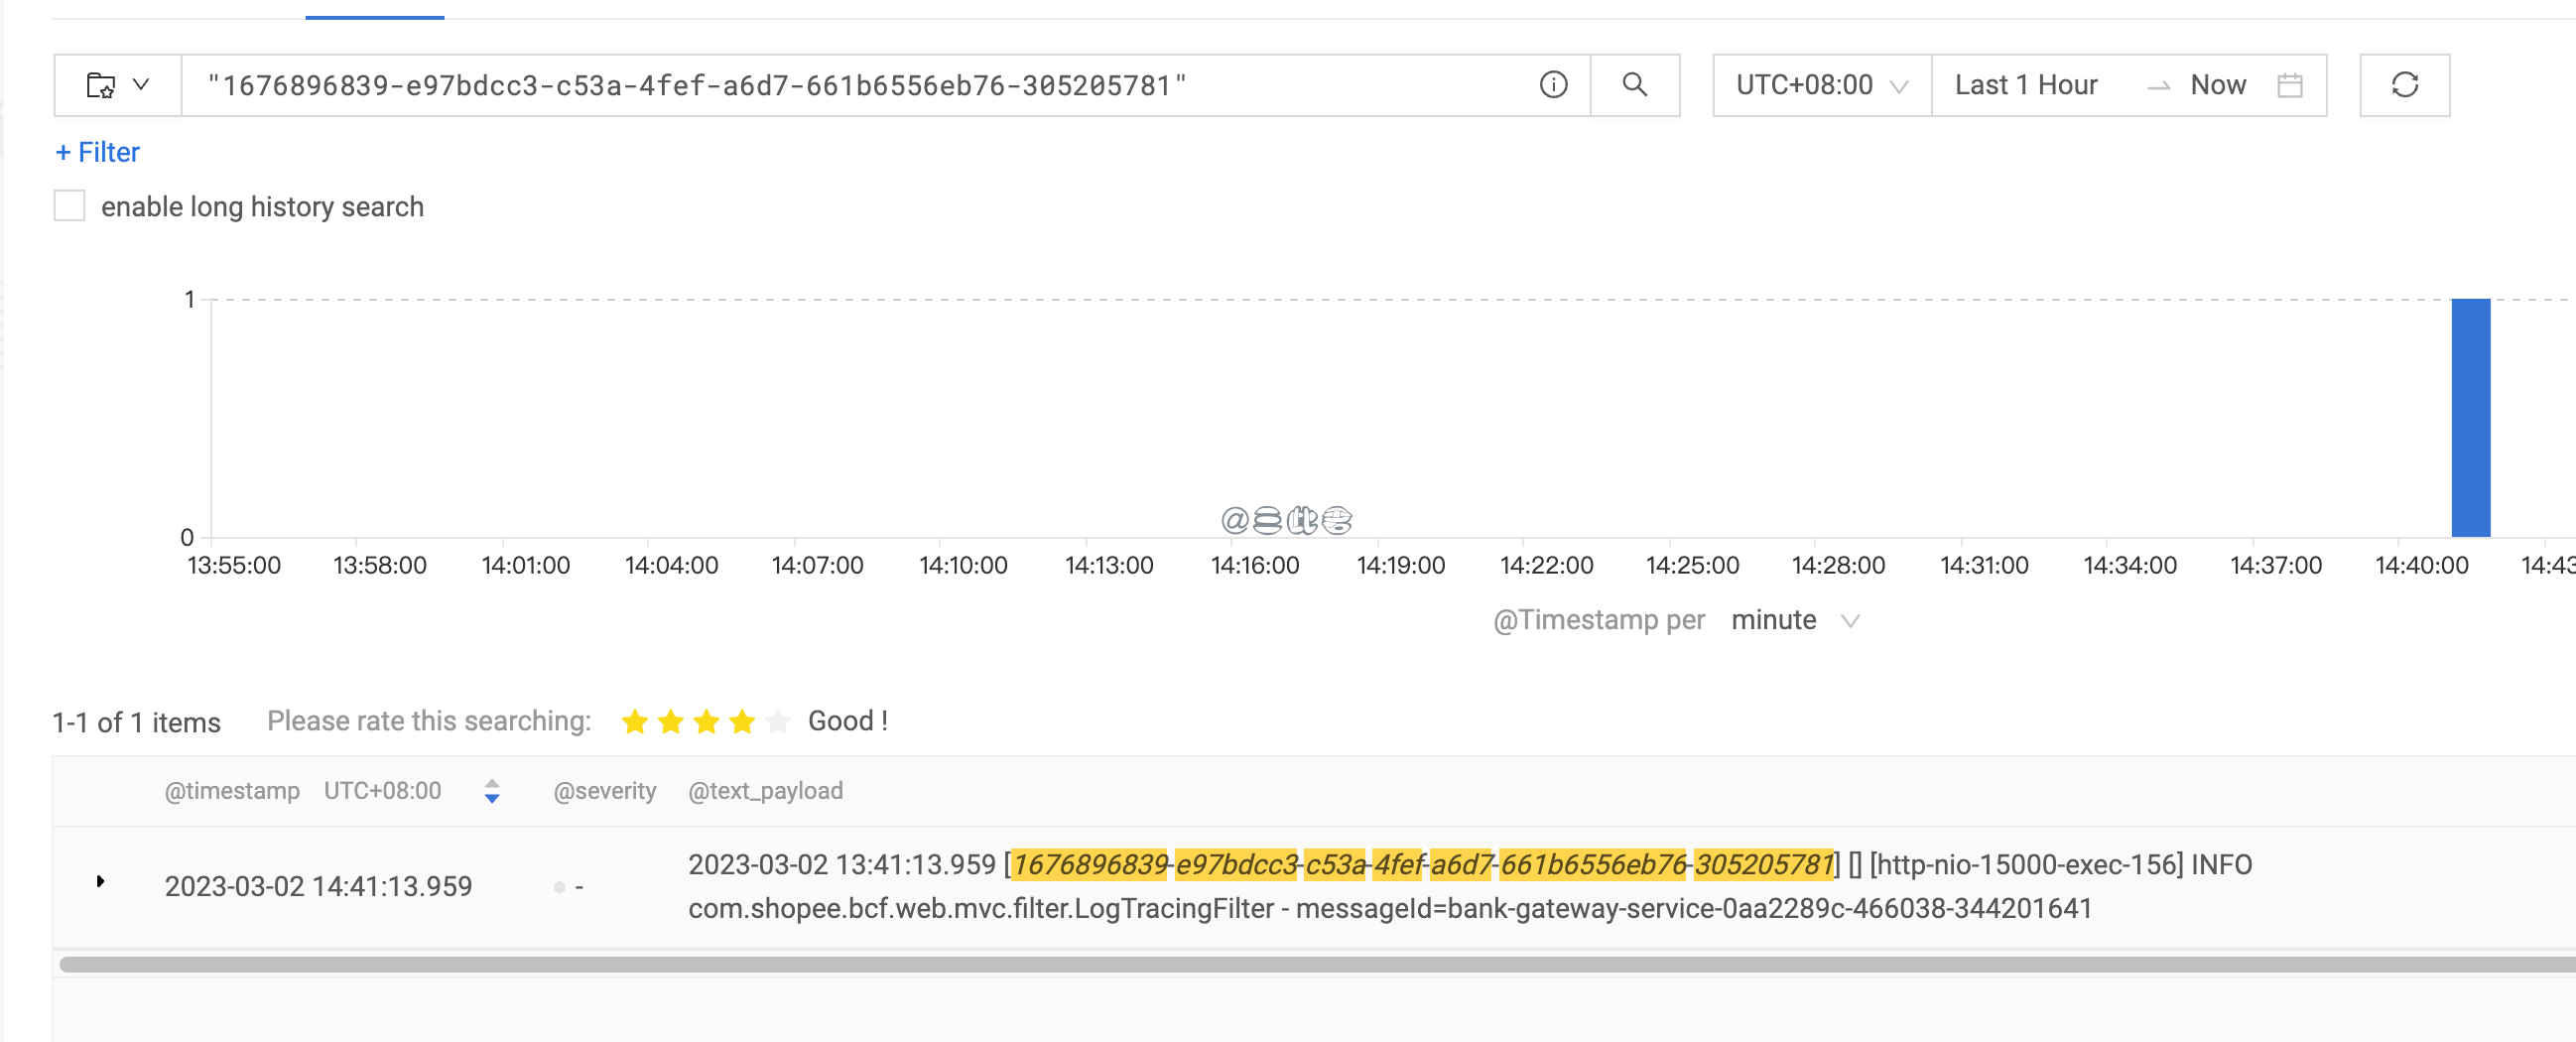 "1676896839-e97bdcc3-c53a-4fef-a6d7-661b6556eb76-305205781"
UTC+08:00
Last 1 Hour
Now
+ Filter
enable long history search
1
0
13:55:00 13:58:00 14:01:00 14:04:00 14:07:00 14:10:00 14:13:00 14:16:00 14:19:00 14:22:00 14:25:00 14:28:00 14:31:00 14:34:00 14:37:00 14:40:00 14:43
@Timestamp per minute
1-1 of 1 items Please rate this searching: Good !
@timestamp UTC+08:00 @severity @text_payload
2023-03-02 14:41:13.959 -
2023-03-02 13:41:13.959 [1676896839-e97bdcc3-c53a-4fef-a6d7-661b6556eb76-305205781] [] [http-nio-15000-exec-156] INFO
com.shopee.bcf.web.mvc.filter.LogTracingFilter - messageId=bank-gateway-service-0aa2289c-466038-344201641